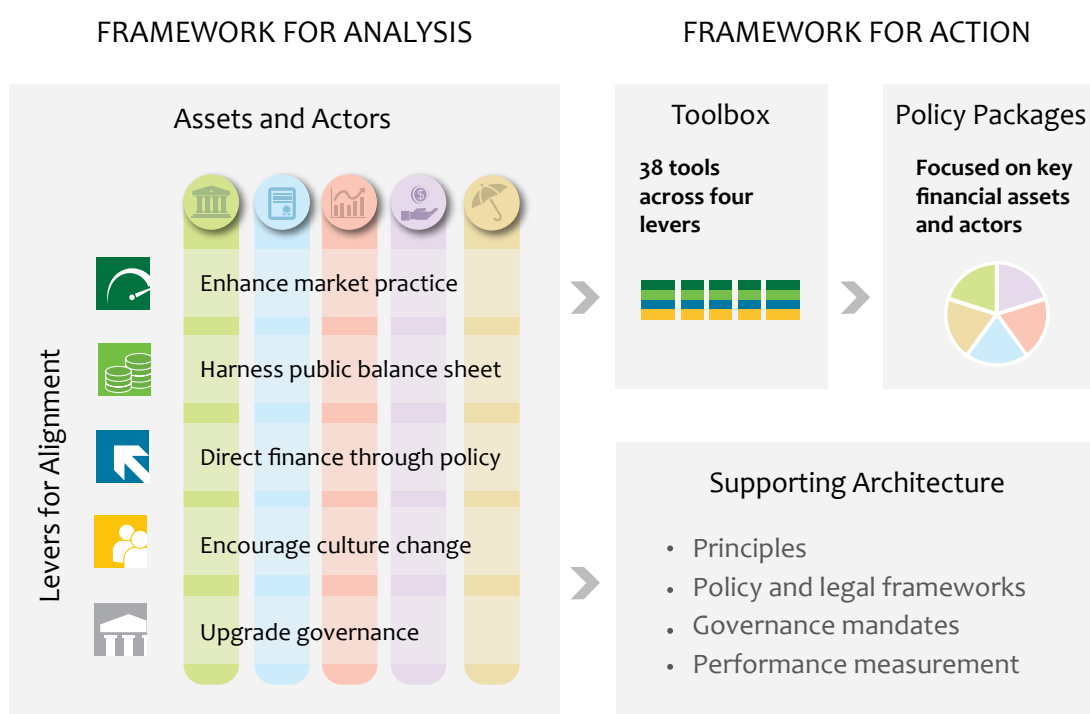 FRAMEWORK FOR ANALYSIS
FRAMEWORK FOR ACTION
Assets and Actors
Levers for Alignment
Enhance market practice
Harness public balance sheet
Direct finance through policy
Encourage culture change
Upgrade governance
Toolbox
38 tools
across four
levers
Policy Packages
Focused on key
financial assets
and actors
Supporting Architecture
• Principles
• Policy and legal frameworks
• Governance mandates
• Performance measurement